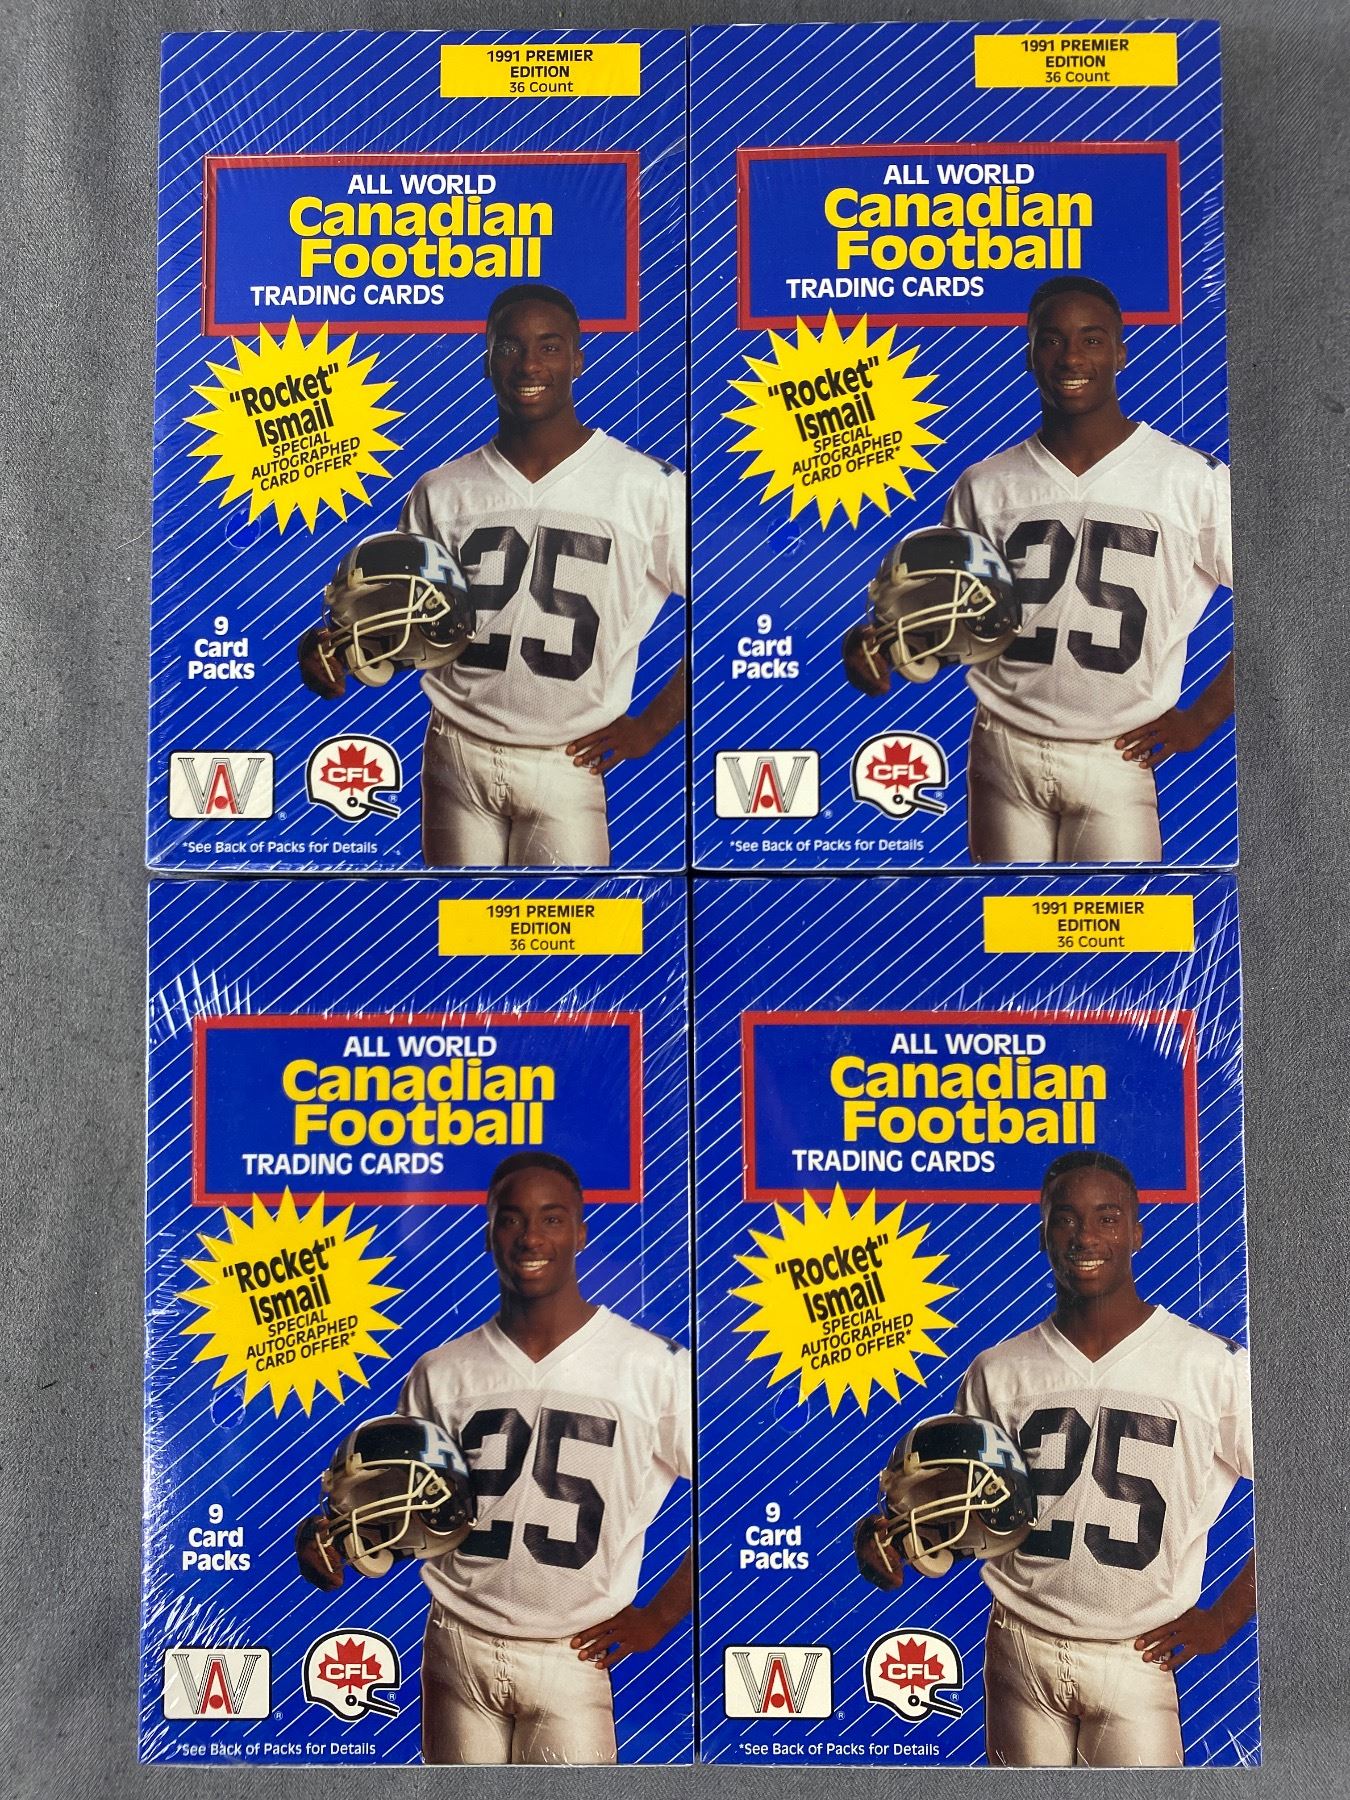 1991 PREMIER
EDITION
36 Count
ALL WORLD
Canadian
Football
TRADING CARDS
"Rocket"
Ismail
SPECIAL
AUTOGRAPHED
CARD OFFER*
25
9
Card
Packs
WA ®
CFL ®
*See Back of Packs for Details
1991 PREMIER
EDITION
36 Count
ALL WORLD
Canadian
Football
TRADING CARDS
"Rocket"
Ismail
SPECIAL
AUTOGRAPHED
CARD OFFER*
25
9
Card
Packs
WA ®
CFL ®
*See Back of Packs for Details
1991 PREMIER
EDITION
36 Count
ALL WORLD
Canadian
Football
TRADING CARDS
"Rocket"
Ismail
SPECIAL
AUTOGRAPHED
CARD OFFER*
25
9
Card
Packs
WA ®
CFL ®
*See Back of Packs for Details
1991 PREMIER
EDITION
36 Count
ALL WORLD
Canadian
Football
TRADING CARDS
"Rocket"
Ismail
SPECIAL
AUTOGRAPHED
CARD OFFER*
25
9
Card
Packs
WA ®
CFL ®
*See Back of Packs for Details